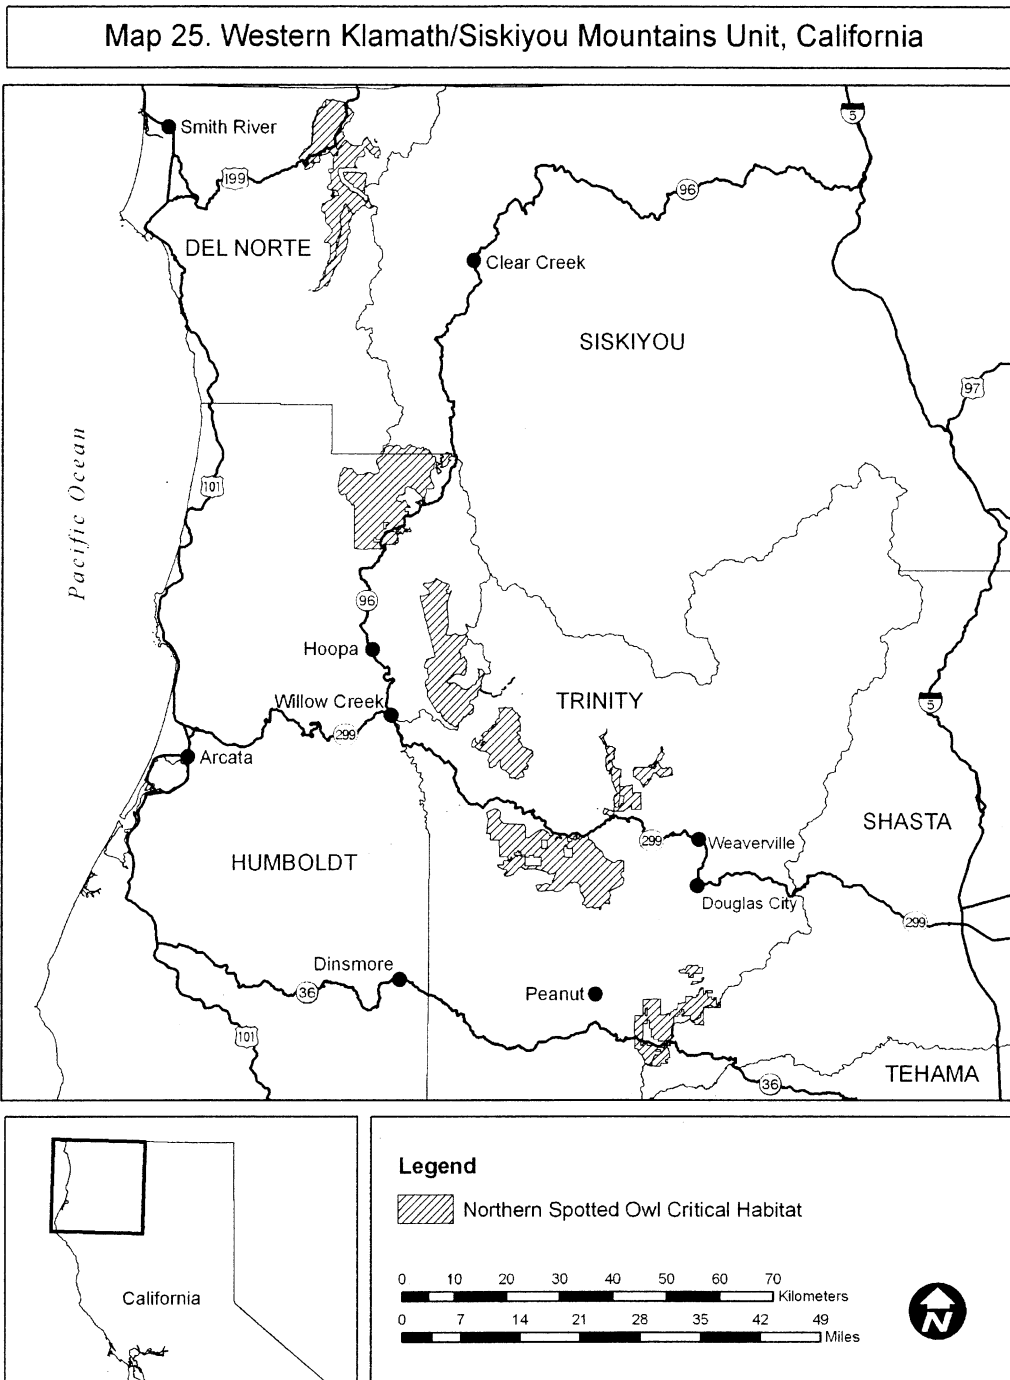 Map 25. Western Klamath/Siskiyou Mountains Unit, California
5
Smith River
199
96
DEL NORTE
Clear Creek
SISKIYOU
97
Pacific Ocean
101
96
Hoopa
Willow Creek
TRINITY
5
299
Arcata
SHASTA
299
Weaverville
HUMBOLDT
Douglas City
299
Dinsmore
36
Peanut
101
TEHAMA
36
California
Legend
Northern Spotted Owl Critical Habitat
0 10 20 30 40 50 60 70
Kilometers
0 7 14 21 28 35 42 49
Miles
N